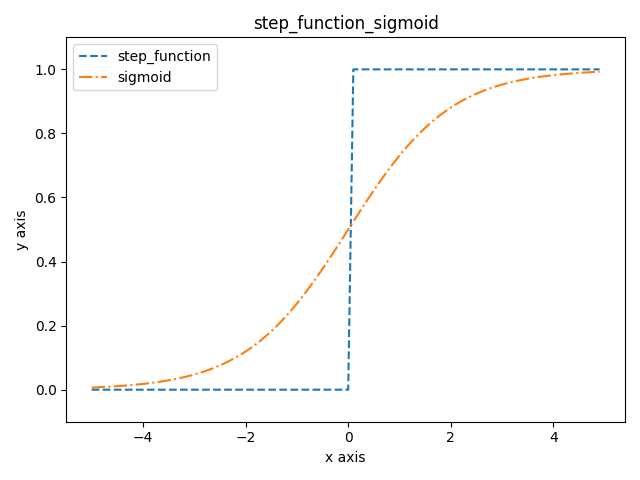 step_function_sigmoid
step_function
sigmoid
1.0
0.8
0.6
0.4
0.2
0.0
y axis
−4
−2
0
2
4
x axis